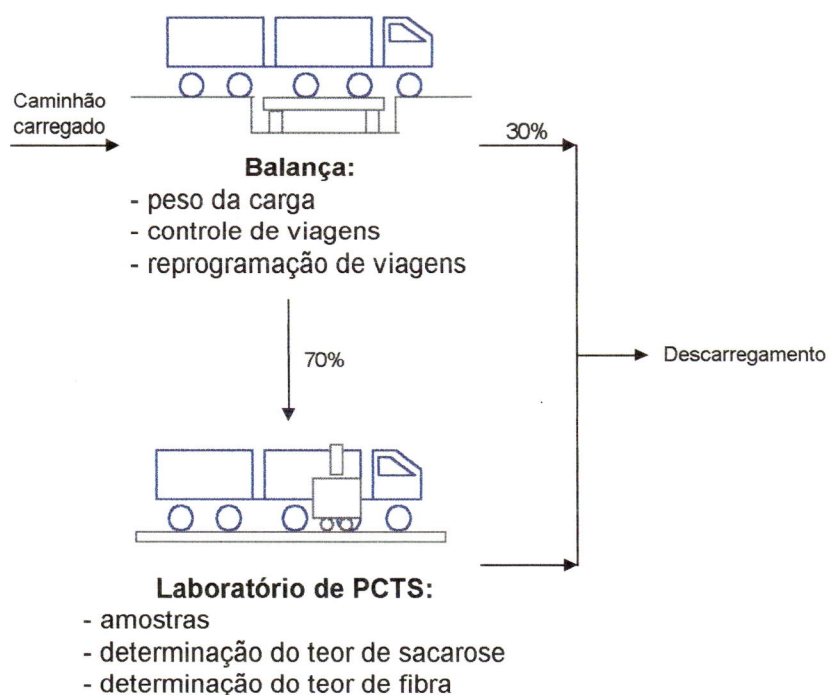 Caminhão
carregado
30%
Balança:
- peso da carga
- controle de viagens
- reprogramação de viagens
70%
Descarregamento
Laboratório de PCTS:
- amostras
- determinação do teor de sacarose
- determinação do teor de fibra